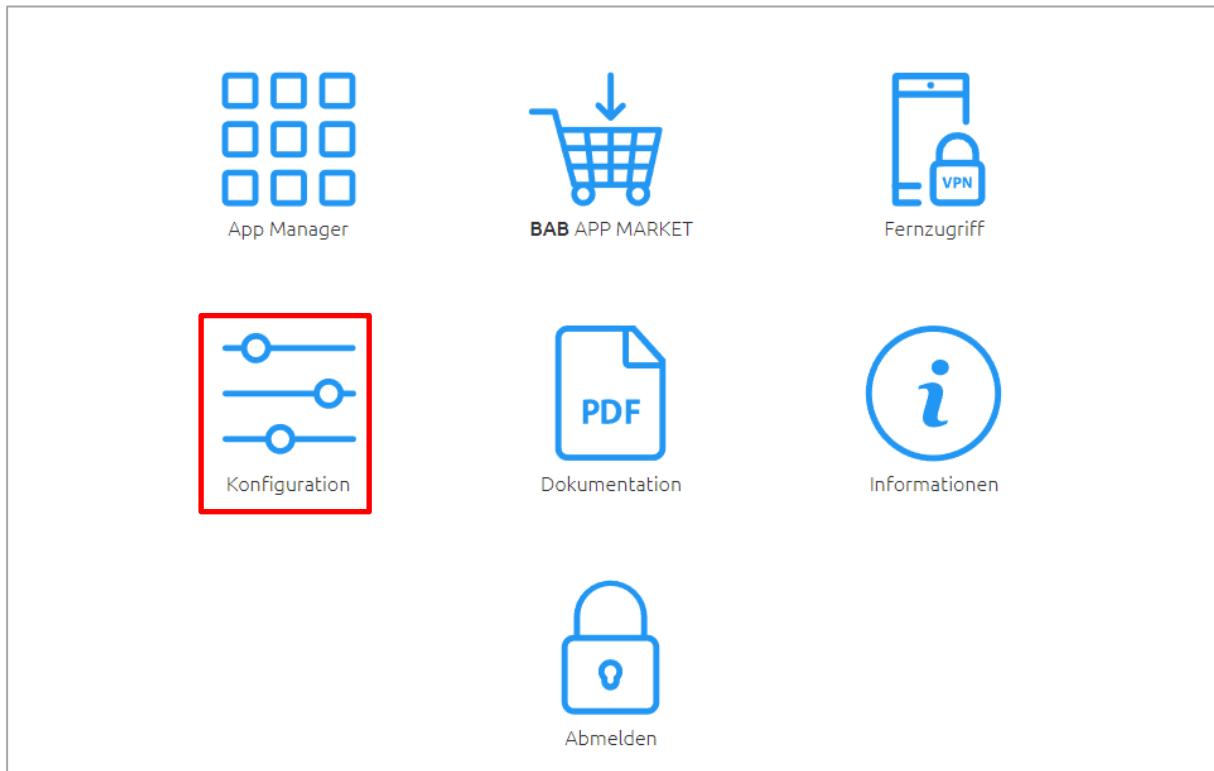 VPN
App Manager
BAB APP MARKET
Fernzugriff
PDF
i
Konfiguration
Dokumentation
Informationen
Abmelden